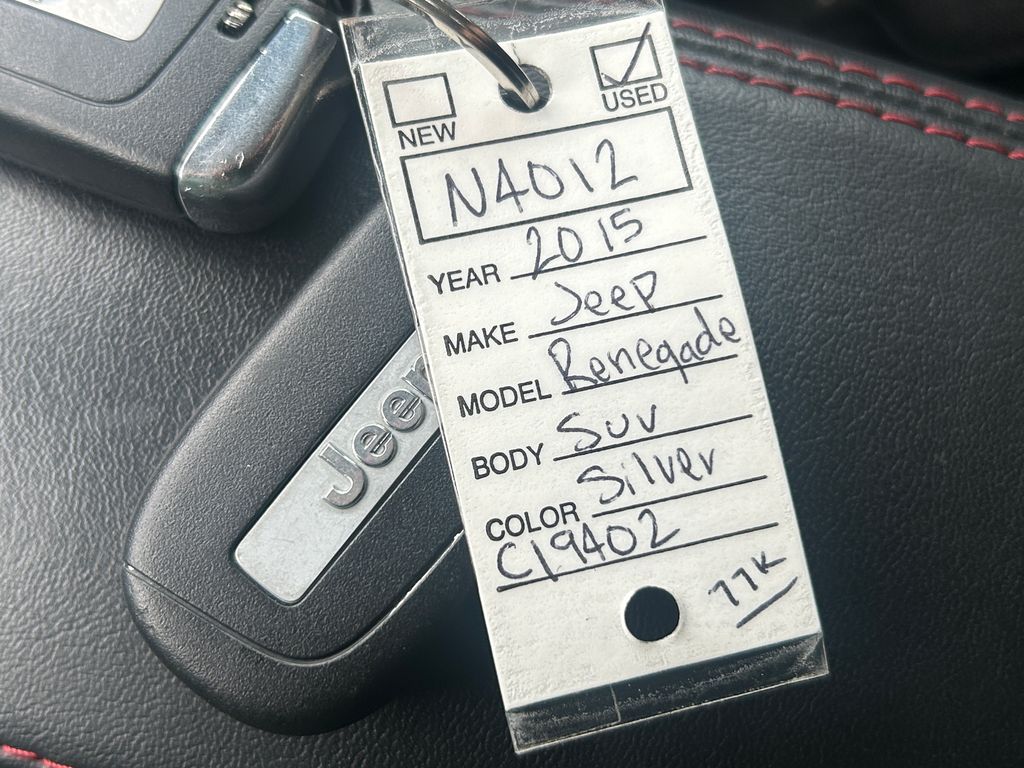 NEW
USED
N4012
YEAR 2015
MAKE Jeep
MODEL Renegade
BODY Suv
COLOR Silver
C19402
77K
Jeep